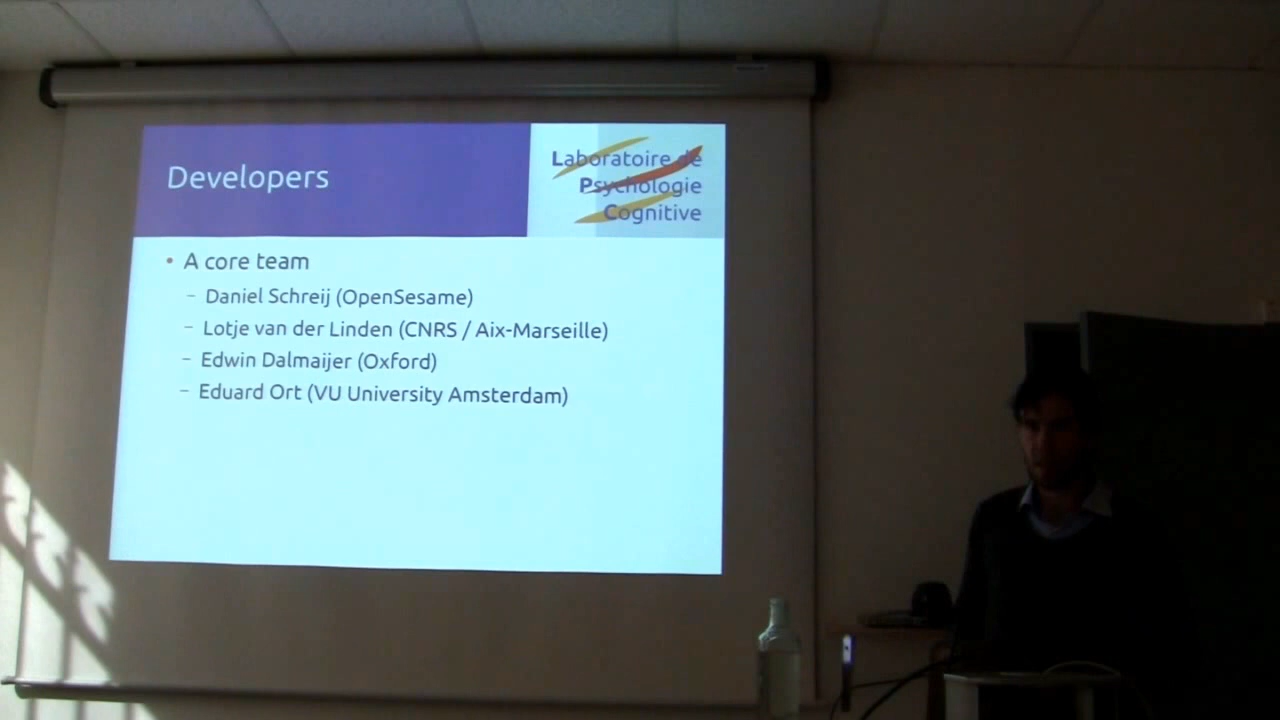 Developers
Laboratoire de
Psychologie
Cognitive
• A core team
– Daniel Schreij (OpenSesame)
– Lotje van der Linden (CNRS / Aix-Marseille)
– Edwin Dalmaijer (Oxford)
– Eduard Ort (VU University Amsterdam)